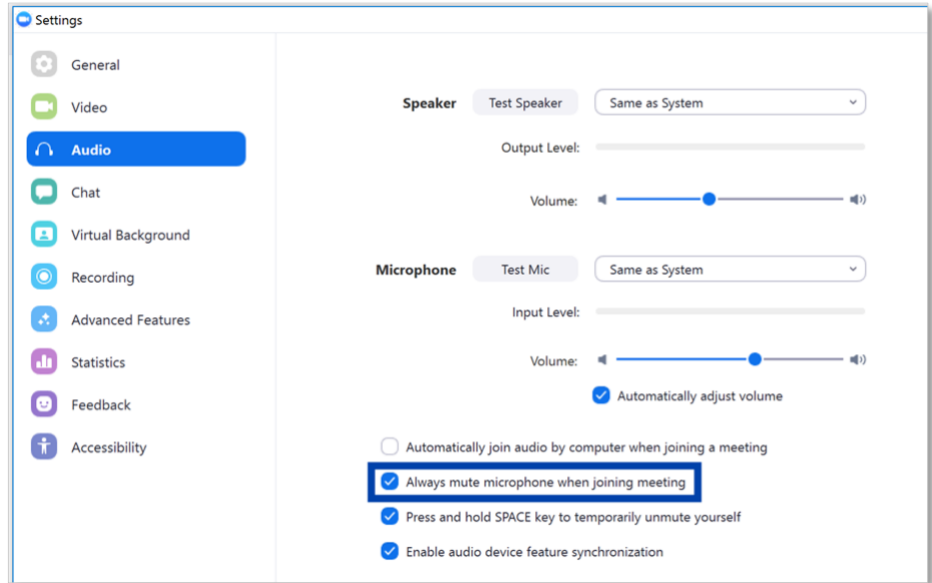 Settings
General
Video
Audio
Chat
Virtual Background
Recording
Advanced Features
Statistics
Feedback
Accessibility
Speaker Test Speaker Same as System
Output Level:
Volume:
Microphone Test Mic Same as System
Input Level:
Volume:
Automatically adjust volume
Automatically join audio by computer when joining a meeting
Always mute microphone when joining meeting
Press and hold SPACE key to temporarily unmute yourself
Enable audio device feature synchronization